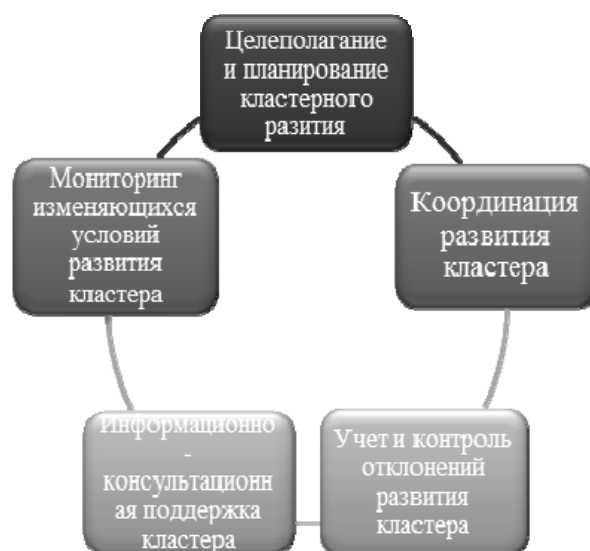 Целеполагание
и планирование
кластерного
разития
Мониторинг
изменяющихся
условий
развития
кластера
Координация
развития
кластера
Информационно
-
консультационн
ая поддержка
кластера
Учет и контроль
отклонений
развития
кластера